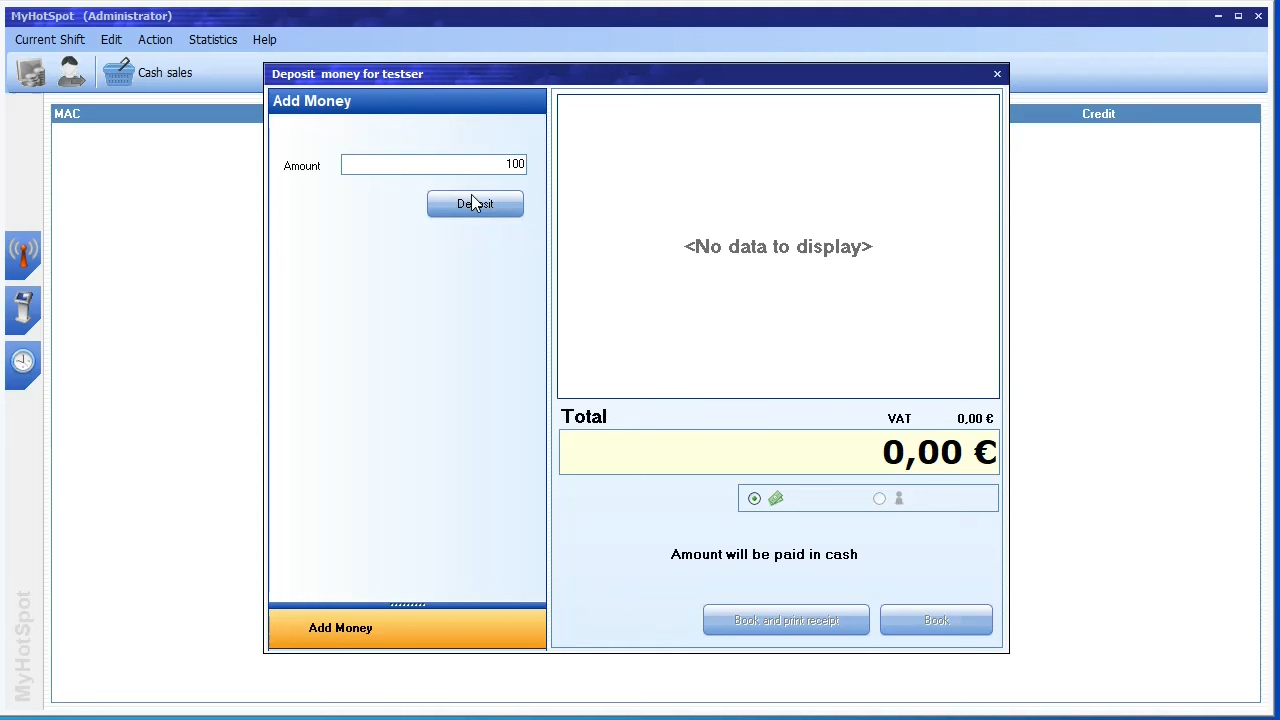 MyHotSpot (Administrator)
Current Shift Edit Action Statistics Help
Cash sales
Deposit money for testser
Add Money
MAC
Credit
Amount 100
Deposit
<No data to display>
Total VAT 0,00 €
0,00 €
Amount will be paid in cash
Book and print receipt Book
Add Money
MyHotSpot